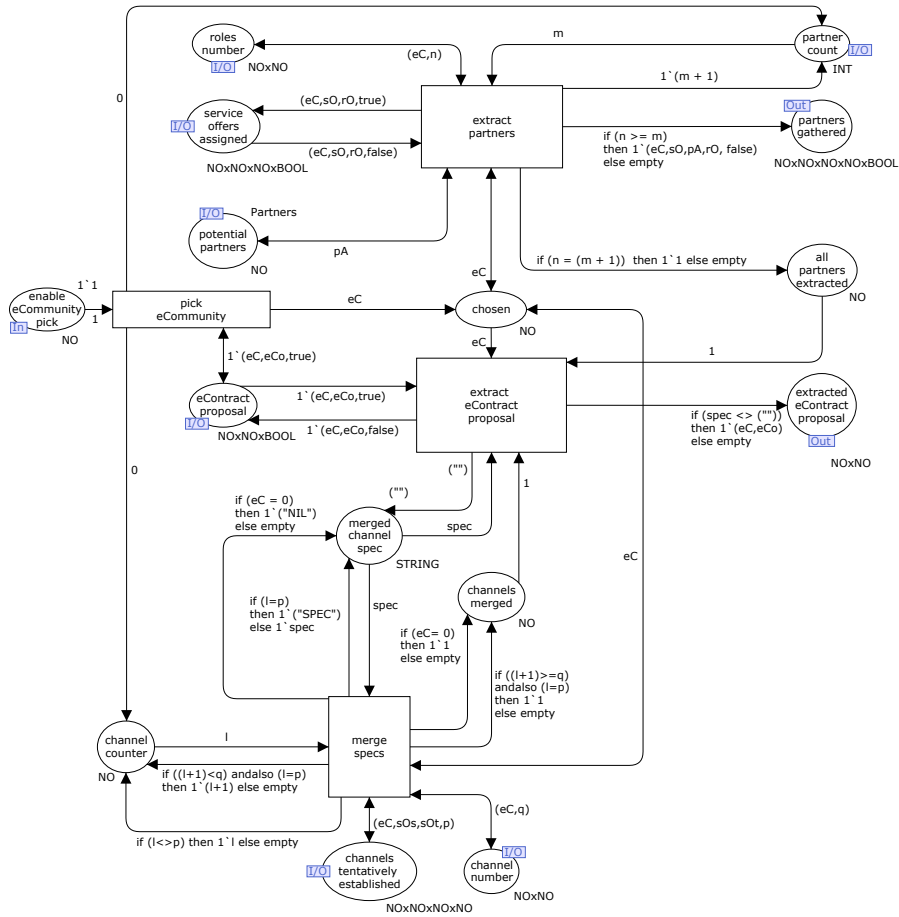 m
roles
number
I/O
NOxNO
(eC,n)
partner
count
I/O
INT
1`(m + 1)
0
(eC,sO,rO,true)
service
offers
assigned
I/O
(eC,sO,rO,false)
NOxNOxNOxBOOL
extract
partners
Out
partners
gathered
if (n >= m)
then 1`(eC,sO,pA,rO, false)
else empty
NOxNOxNOxNOxBOOL
I/O
Partners
potential
partners
pA
NO
if (n = (m + 1))  then 1`1 else empty
all
partners
extracted
NO
eC
1`1
enable
eCommunity
pick
In
1
NO
pick
eCommunity
eC
chosen
NO
eC
1
1`(eC,eCo,true)
eContract
proposal
I/O
NOxNOxBOOL
1`(eC,eCo,true)
1`(eC,eCo,false)
extract
eContract
proposal
extracted
eContract
proposal
Out
if (spec <> (""))
then 1`(eC,eCo)
else empty
NOxNO
0
("")
("")
1
if (eC = 0)
then 1`("NIL")
else empty
merged
channel
spec
spec
STRING
eC
channels
merged
NO
if (l=p)
then 1`("SPEC")
else 1`spec
spec
if (eC= 0)
then 1`1
else empty
if ((l+1)>=q)
andalso (l=p)
then 1`1
else empty
channel
counter
NO
l
merge
specs
if ((l+1)<q) andalso (l=p)
then 1`(l+1) else empty
if (l<>p) then 1`l else empty
(eC,sOs,sOt,p)
(eC,q)
I/O
channels
tentatively
established
NOxNOxNOxNO
I/O
channel
number
NOxNO